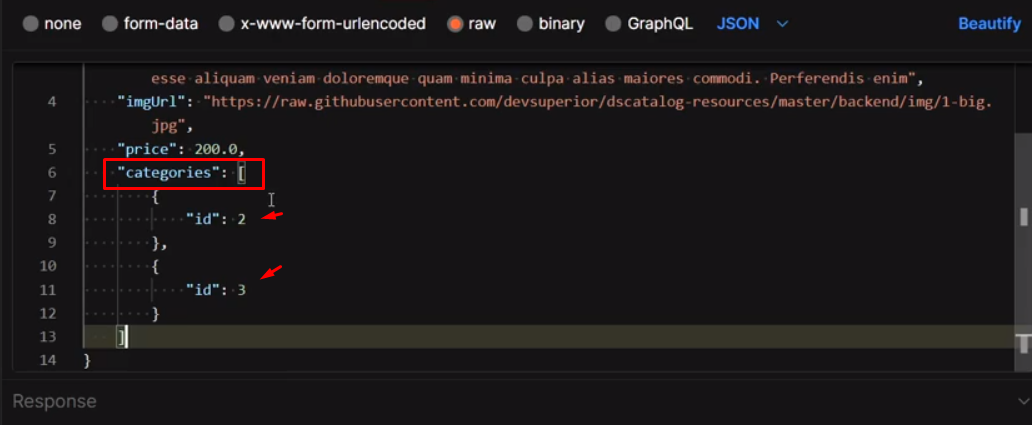 none form-data x-www-form-urlencoded raw binary GraphQL JSON Beautify
esse aliquam veniam doloremque quam minima culpa alias maiores commodi. Perferendis enim",
4 "imgUrl": "https://raw.githubusercontent.com/devsuperior/dscatalog-resources/master/backend/img/1-big.
jpg",
5 "price": 200.0,
6 "categories": [
7 {
8 "id": 2
9 },
10 {
11 "id": 3
12 }
13 ]
14 }
Response